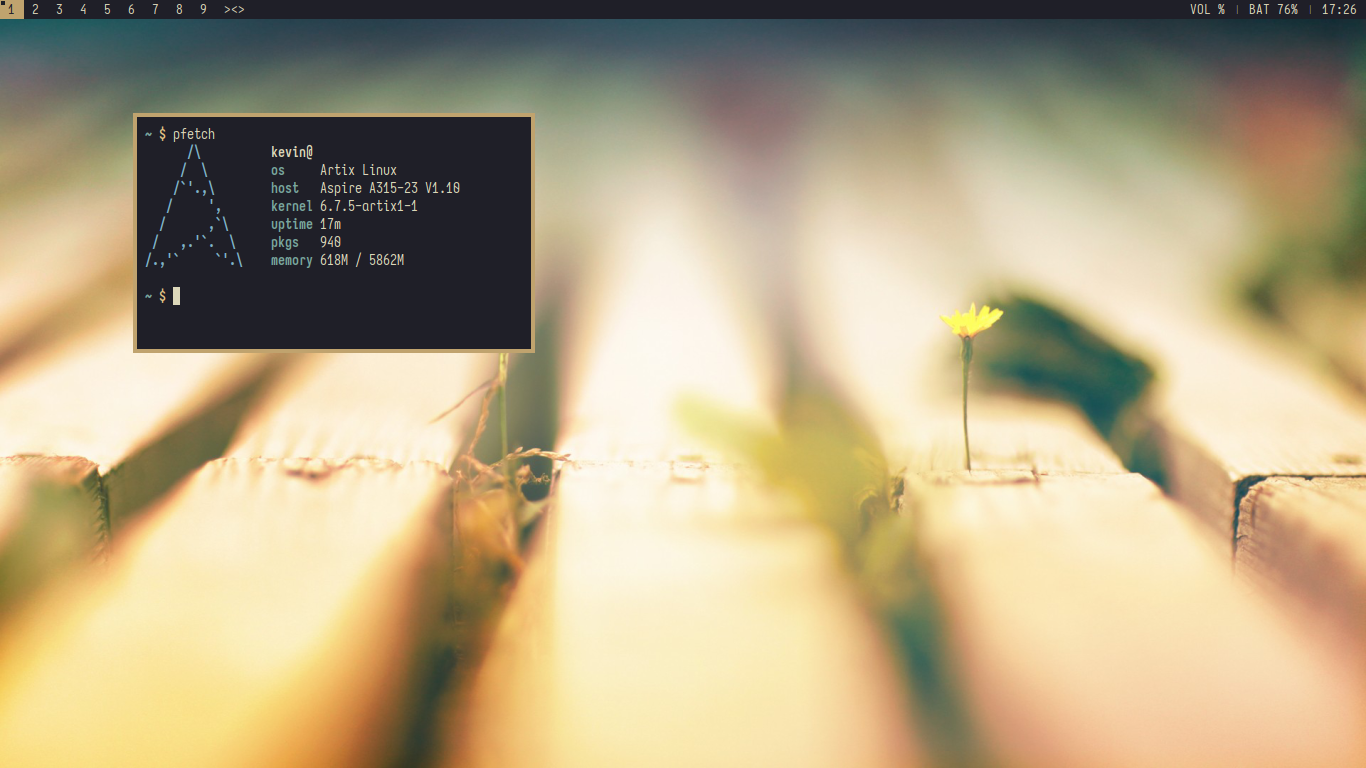 1 2 3 4 5 6 7 8 9 ><> VOL % | BAT 76% | 17:26
~ $ pfetch
kevin@
os Artix Linux
host Aspire A315-23 V1.10
kernel 6.7.5-artix1-1
uptime 17m
pkgs 940
memory 618M / 5862M
~ $